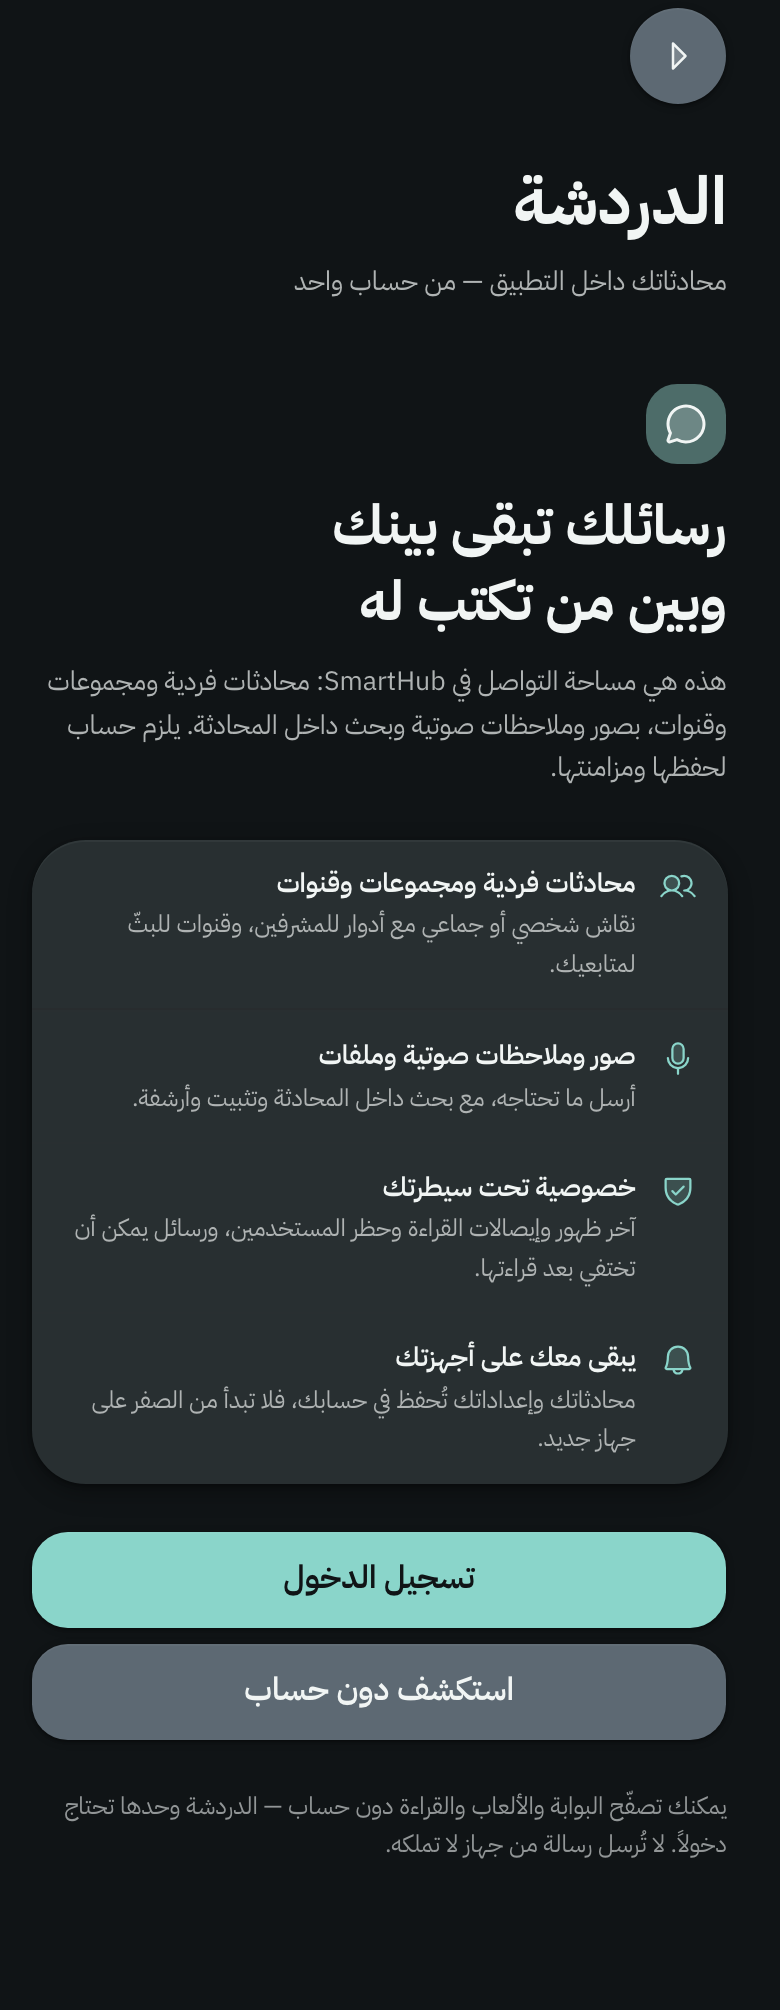 الدردشة
محادثاتك داخل التطبيق — من حساب واحد
رسائلك تبقى بينك
وبين من تكتب له
هذه هي مساحة التواصل في SmartHub: محادثات فردية ومجموعات
وقنوات، بصور وملاحظات صوتية وبحث داخل المحادثة. يلزم حساب
لحفظها ومزامنتها.
محادثات فردية ومجموعات وقنوات
نقاش شخصي أو جماعي مع أدوار للمشرفين، وقنوات للبثّ
لمتابعيك.
صور وملاحظات صوتية وملفات
أرسل ما تحتاجه، مع بحث داخل المحادثة وتثبيت وأرشفة.
خصوصية تحت سيطرتك
آخر ظهور وإيصالات القراءة وحظر المستخدمين، ورسائل يمكن أن
تختفي بعد قراءتها.
يبقى معك على أجهزتك
محادثاتك وإعداداتك تُحفظ في حسابك، فلا تبدأ من الصفر على
جهاز جديد.
تسجيل الدخول
استكشف دون حساب
يمكنك تصفّح البوابة والألعاب والقراءة دون حساب — الدردشة وحدها تحتاج
دخولاً. لا تُرسل رسالة من جهاز لا تملكه.